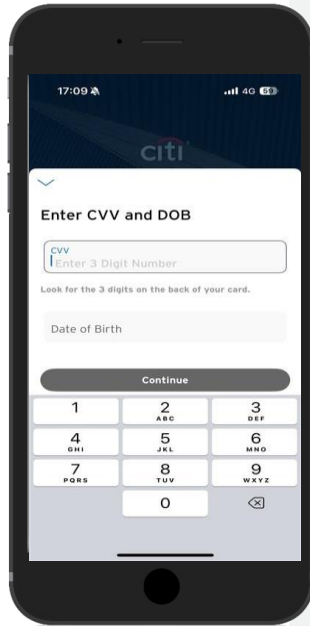 17:09
4G 69
citi
Enter CVV and DOB
CVV
Enter 3 Digit Number
Look for the 3 digits on the back of your card.
Date of Birth
Continue
1
2
ABC
3
DEF
4
GHI
5
JKL
6
MNO
7
PQRS
8
TUV
9
WXYZ
0